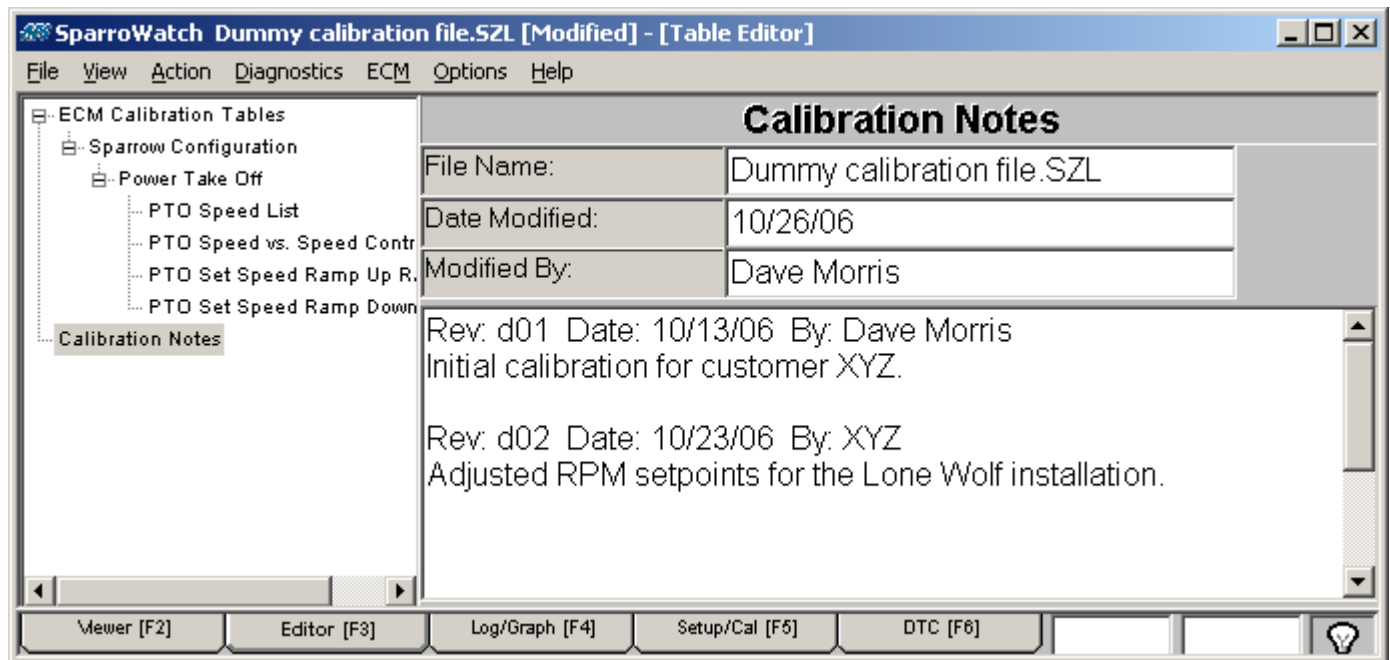 SparroWatch Dummy calibration file.SZL [Modified] - [Table Editor]
File View Action Diagnostics ECM Options Help
ECM Calibration Tables
Sparrow Configuration
Power Take Off
PTO Speed List
PTO Speed vs. Speed Contr
PTO Set Speed Ramp Up R.
PTO Set Speed Ramp Down
Calibration Notes
Calibration Notes
File Name: Dummy calibration file.SZL
Date Modified: 10/26/06
Modified By: Dave Morris
Rev: d01 Date: 10/13/06 By: Dave Morris
Initial calibration for customer XYZ.
Rev: d02 Date: 10/23/06 By: XYZ
Adjusted RPM setpoints for the Lone Wolf installation.
Viewer [F2] Editor [F3] Log/Graph [F4] Setup/Cal [F5] DTC [F6]